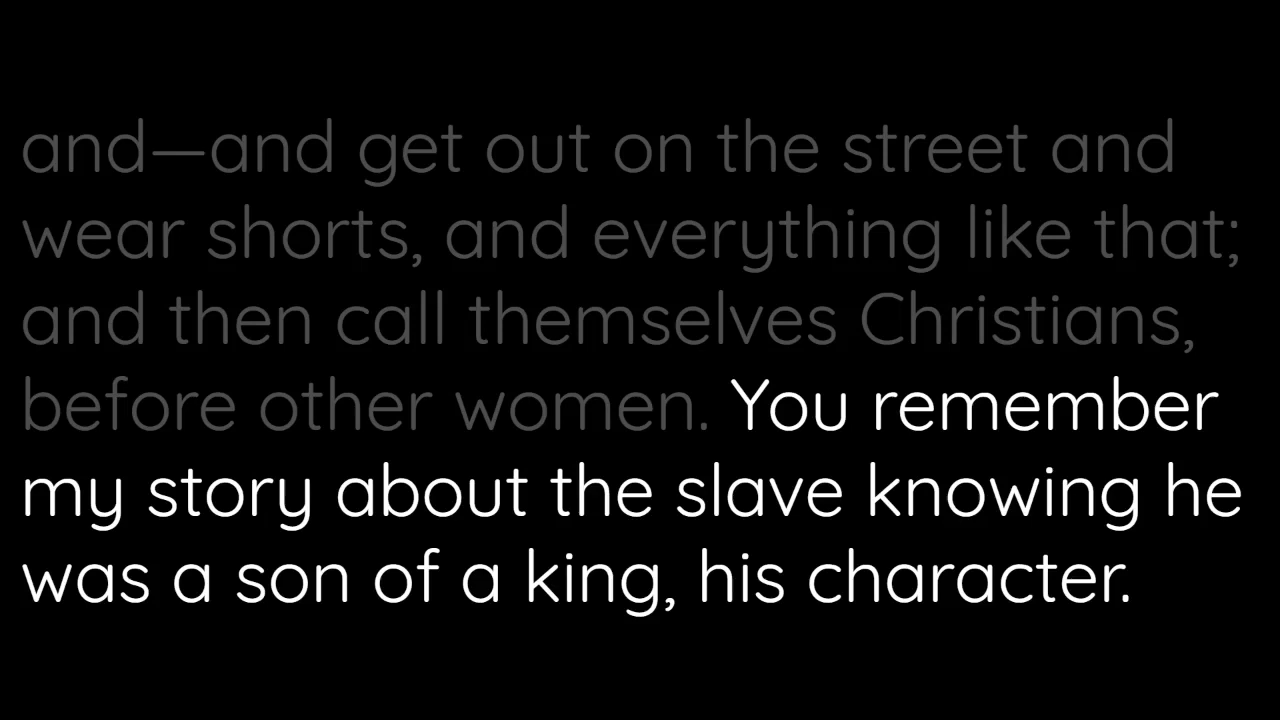 and—and get out on the street and
wear shorts, and everything like that;
and then call themselves Christians,
before other women. You remember
my story about the slave knowing he
was a son of a king, his character.